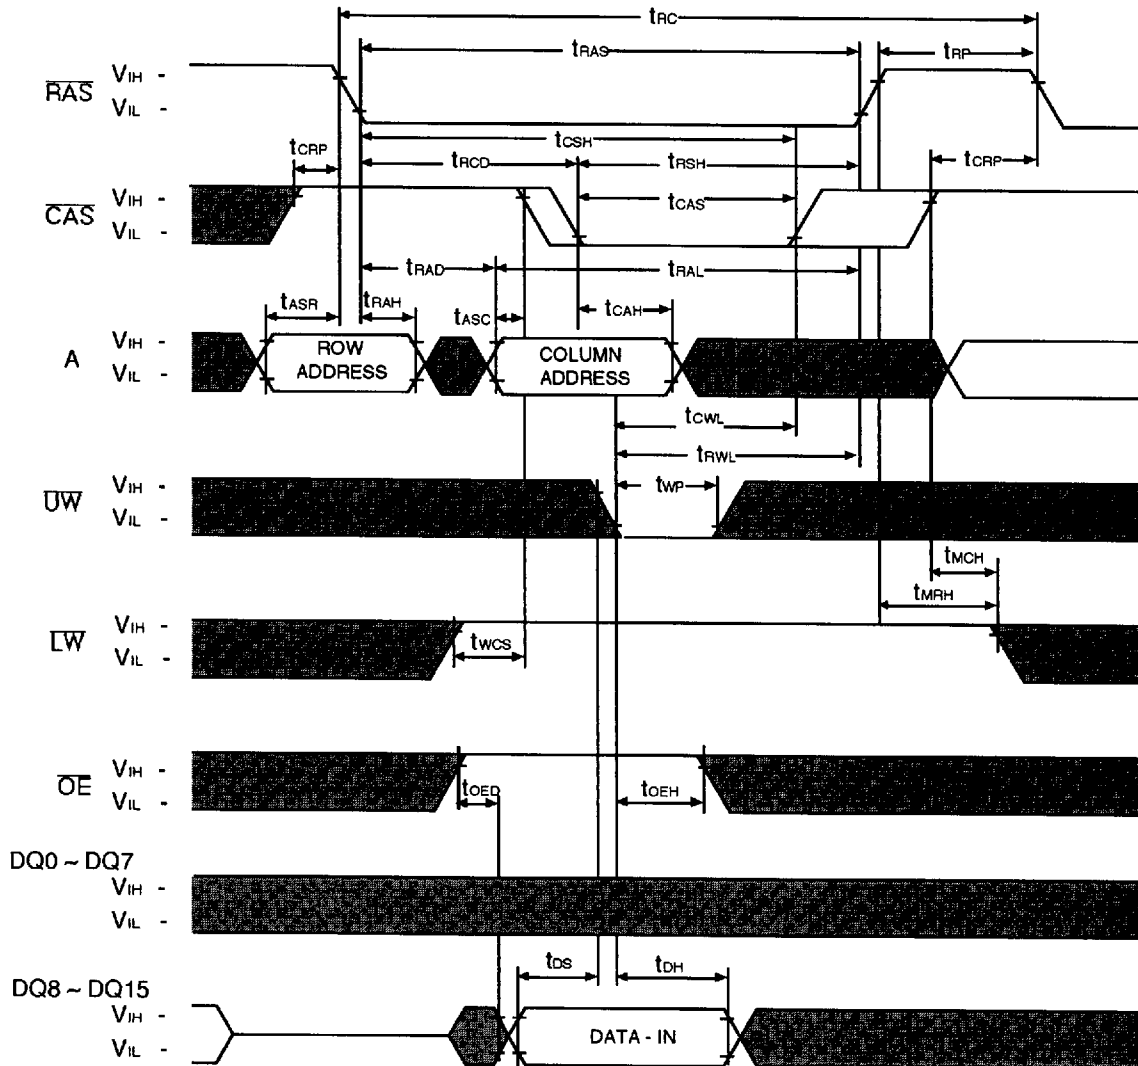 tRC
tRAS
tRP
RAS
VIH -
VIL -
tCSH
tCRP
tRCD
tRSH
tCRP
CAS
VIH -
VIL -
tCAS
tRAD
tRAL
tASR
tRAH
tASC
tCAH
A
VIH -
VIL -
ROW
ADDRESS
COLUMN
ADDRESS
tCWL
tRWL
UW
VIH -
VIL -
tWP
tMCH
tMRH
LW
VIH -
VIL -
tWCS
OE
VIH -
VIL -
tOED
tOEH
DQ0 ~ DQ7
VIH -
VIL -
tDS
tDH
DQ8 ~ DQ15
VIH -
VIL -
DATA - IN